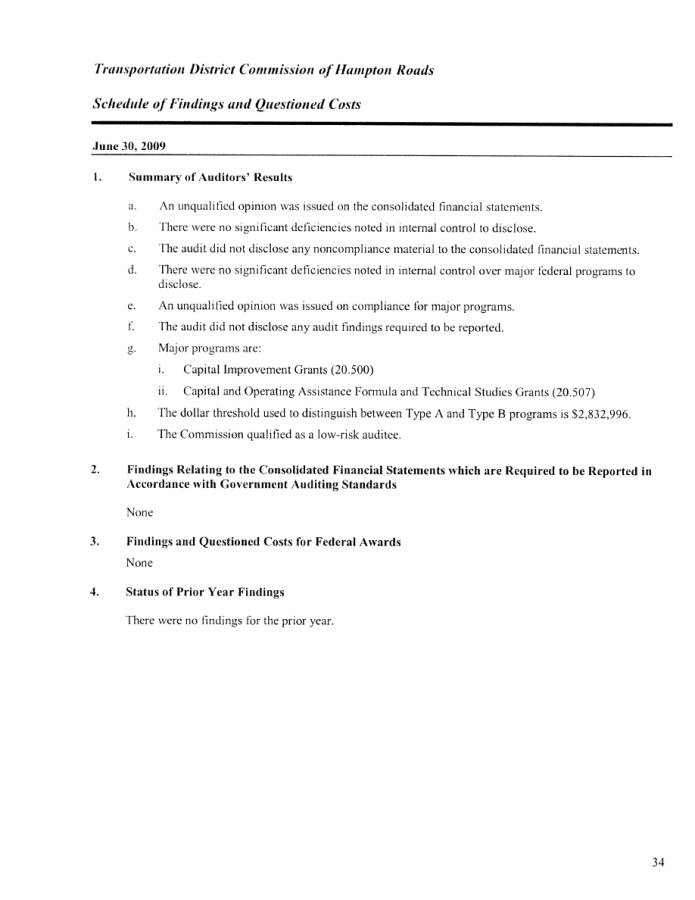 Transportation District Commission of Hampton Roads
Schedule of Findings and Questioned Costs
June 30, 2009
1. Summary of Auditors' Results
a. An unqualified opinion was issued on the consolidated financial statements.
b. There were no significant deficiencies noted in internal control to disclose.
c. The audit did not disclose any noncompliance material to the consolidated financial statements.
d. There were no significant deficiencies noted in internal control over major federal programs to
disclose.
e. An unqualified opinion was issued on compliance for major programs.
f. The audit did not disclose any audit findings required to be reported.
g. Major programs are:
i. Capital Improvement Grants (20.500)
ii. Capital and Operating Assistance Formula and Technical Studies Grants (20.507)
h. The dollar threshold used to distinguish between Type A and Type B programs is $2,832,996.
i. The Commission qualified as a low-risk auditee.
2. Findings Relating to the Consolidated Financial Statements which are Required to be Reported in
Accordance with Government Auditing Standards
None
3. Findings and Questioned Costs for Federal Awards
None
4. Status of Prior Year Findings
There were no findings for the prior year.
34